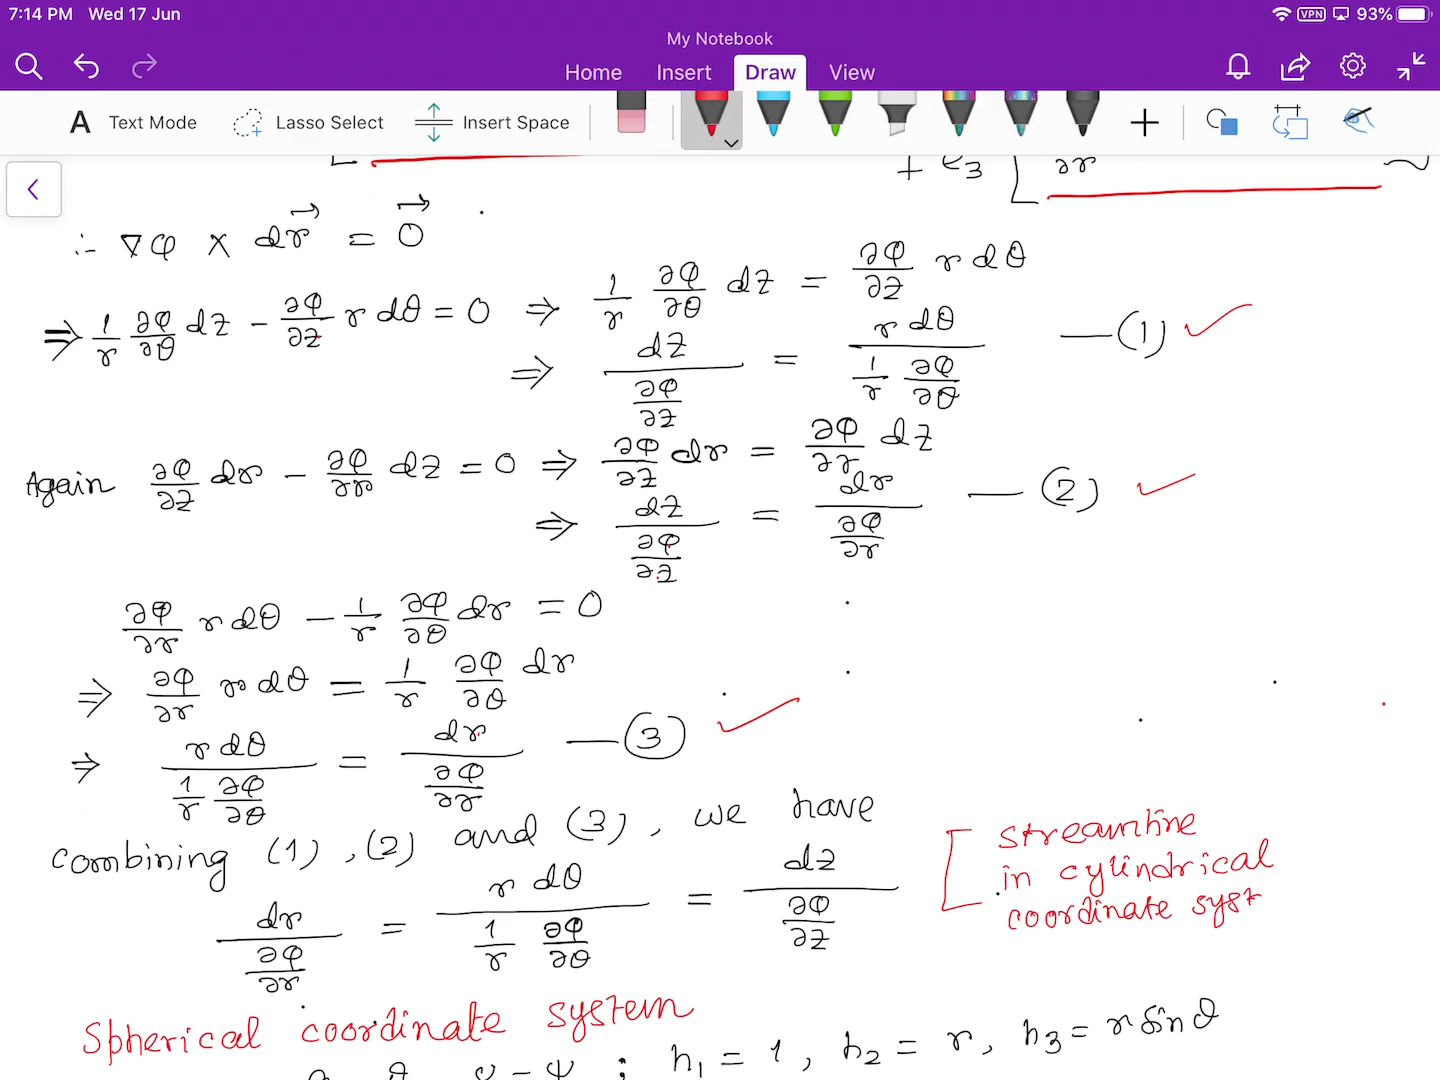 7:14 PM Wed 17 Jun
VPN 93%
My Notebook
Home Insert Draw View
A Text Mode Lasso Select Insert Space
+ e₃ [ ∂r
∴ ∇φ × dr⃗ = 0⃗
⇒ 1/r ∂φ/∂θ dz - ∂φ/∂z r dθ = 0 ⇒ 1/r ∂φ/∂θ dz = ∂φ/∂z r dθ
⇒ dz/(∂φ/∂z) = r dθ/(1/r ∂φ/∂θ) —(1)
Again ∂φ/∂z dr - ∂φ/∂r dz = 0 ⇒ ∂φ/∂z dr = ∂φ/∂r dz
⇒ dz/(∂φ/∂z) = dr/(∂φ/∂r) — (2)
∂φ/∂r r dθ - 1/r ∂φ/∂θ dr = 0
⇒ ∂φ/∂r r dθ = 1/r ∂φ/∂θ dr
⇒ r dθ/(1/r ∂φ/∂θ) = dr/(∂φ/∂r) —(3)
Combining (1), (2) and (3), we have
dr/(∂φ/∂r) = r dθ/(1/r ∂φ/∂θ) = dz/(∂φ/∂z)
[ Streamline
in cylindrical
coordinate syst
Spherical coordinate system
; h₁ = 1, h₂ = r, h₃ = r sinθ